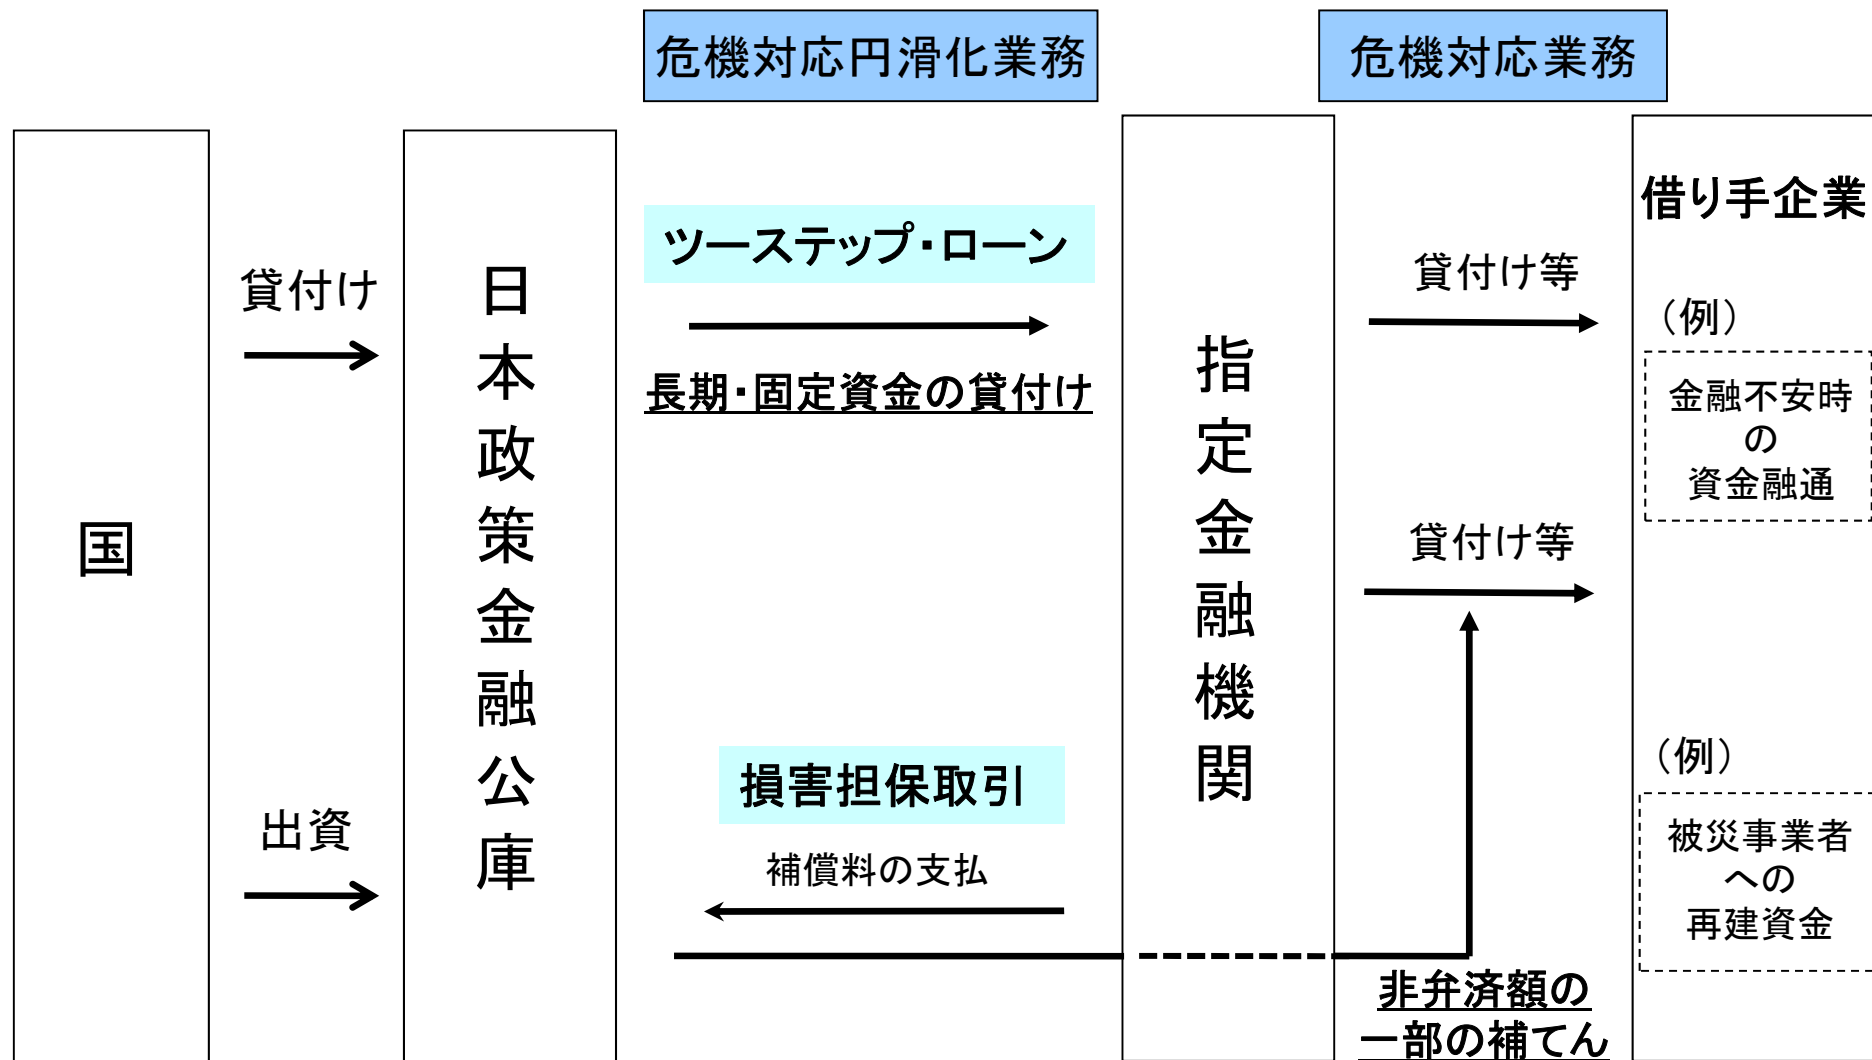 危機対応円滑化業務
危機対応業務
国
貸付け
出資
日本政策金融公庫
ツーステップ・ローン
長期・固定資金の貸付け
損害担保取引
補償料の支払
指定金融機関
貸付け等
貸付け等
非弁済額の
一部の補てん
借り手企業
（例）
金融不安時
の
資金融通
（例）
被災事業者
への
再建資金